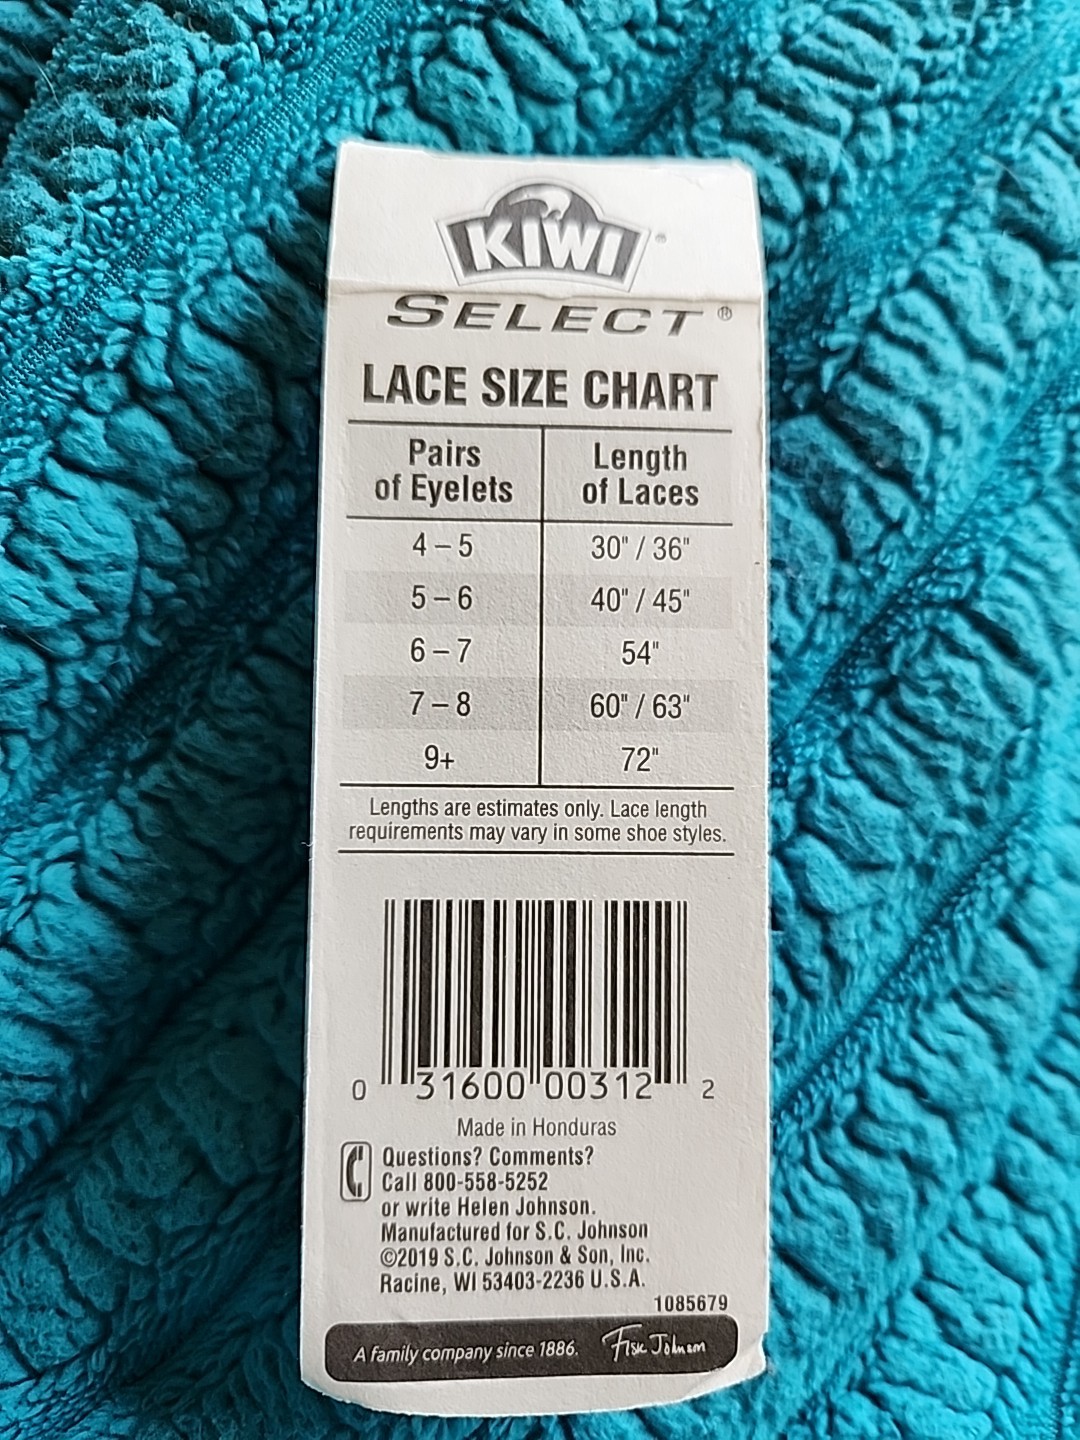 KIWI
SELECT®
LACE SIZE CHART
Pairs of Eyelets	Length of Laces
4 – 5	30" / 36"
5 – 6	40" / 45"
6 – 7	54"
7 – 8	60" / 63"
9+	72"
Lengths are estimates only. Lace length
requirements may vary in some shoe styles.
0 31600 00312 2
Made in Honduras
Questions? Comments?
Call 800-558-5252
or write Helen Johnson.
Manufactured for S.C. Johnson
©2019 S.C. Johnson & Son, Inc.
Racine, WI 53403-2236 U.S.A.
1085679
A family company since 1886. Fisk Johnson